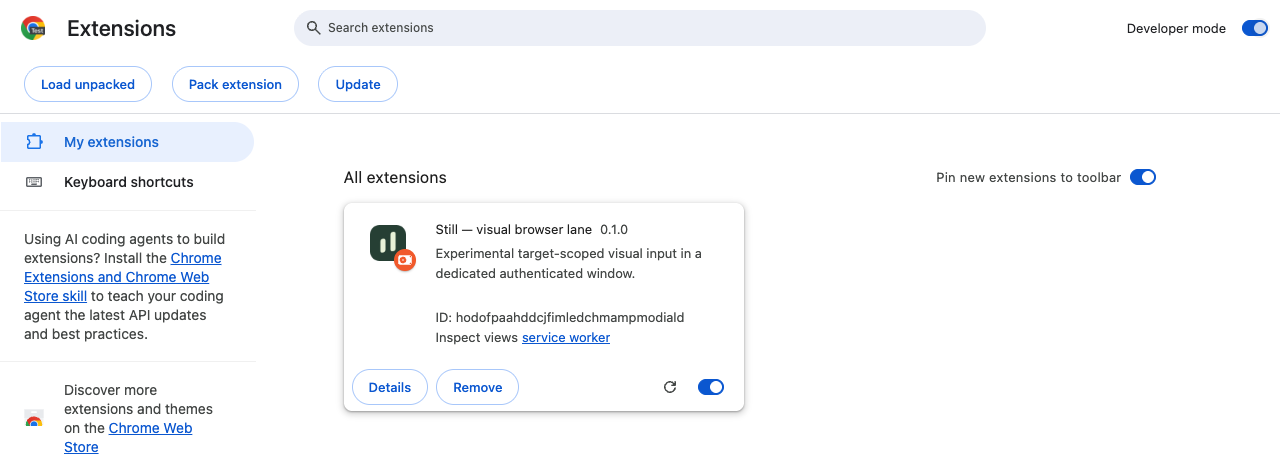 Test
Extensions
Search extensions
Developer mode
Load unpacked
Pack extension
Update
My extensions
Keyboard shortcuts
Using AI coding agents to build
extensions? Install the Chrome
Extensions and Chrome Web
Store skill to teach your coding
agent the latest API updates
and best practices.
Discover more
extensions and themes
on the Chrome Web
Store
All extensions
Pin new extensions to toolbar
Still — visual browser lane 0.1.0
Experimental target-scoped visual input in a
dedicated authenticated window.
ID: hodofpaahddcjfimledchmampmodiald
Inspect views service worker
Details
Remove